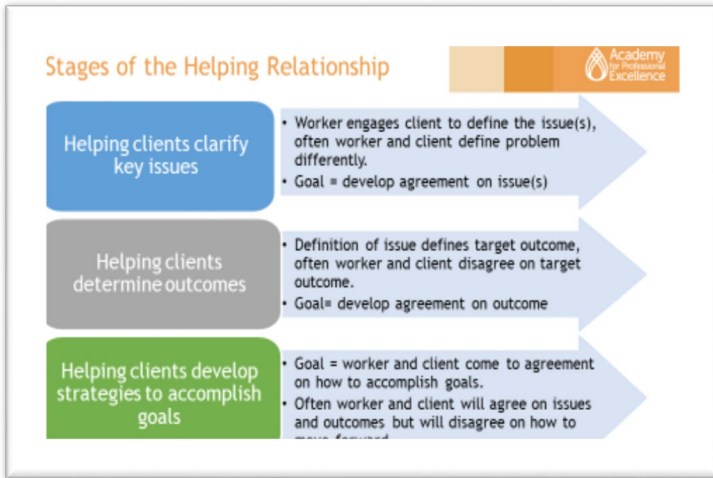 Stages of the Helping Relationship
Academy
for Professional
Excellence
Helping clients clarify
key issues
• Worker engages client to define the issue(s),
often worker and client define problem
differently.
• Goal = develop agreement on issue(s)
Helping clients
determine outcomes
• Definition of issue defines target outcome,
often worker and client disagree on target
outcome.
• Goal= develop agreement on outcome
Helping clients develop
strategies to accomplish
goals
• Goal = worker and client come to agreement
on how to accomplish goals.
• Often worker and client will agree on issues
and outcomes but will disagree on how to
move forward